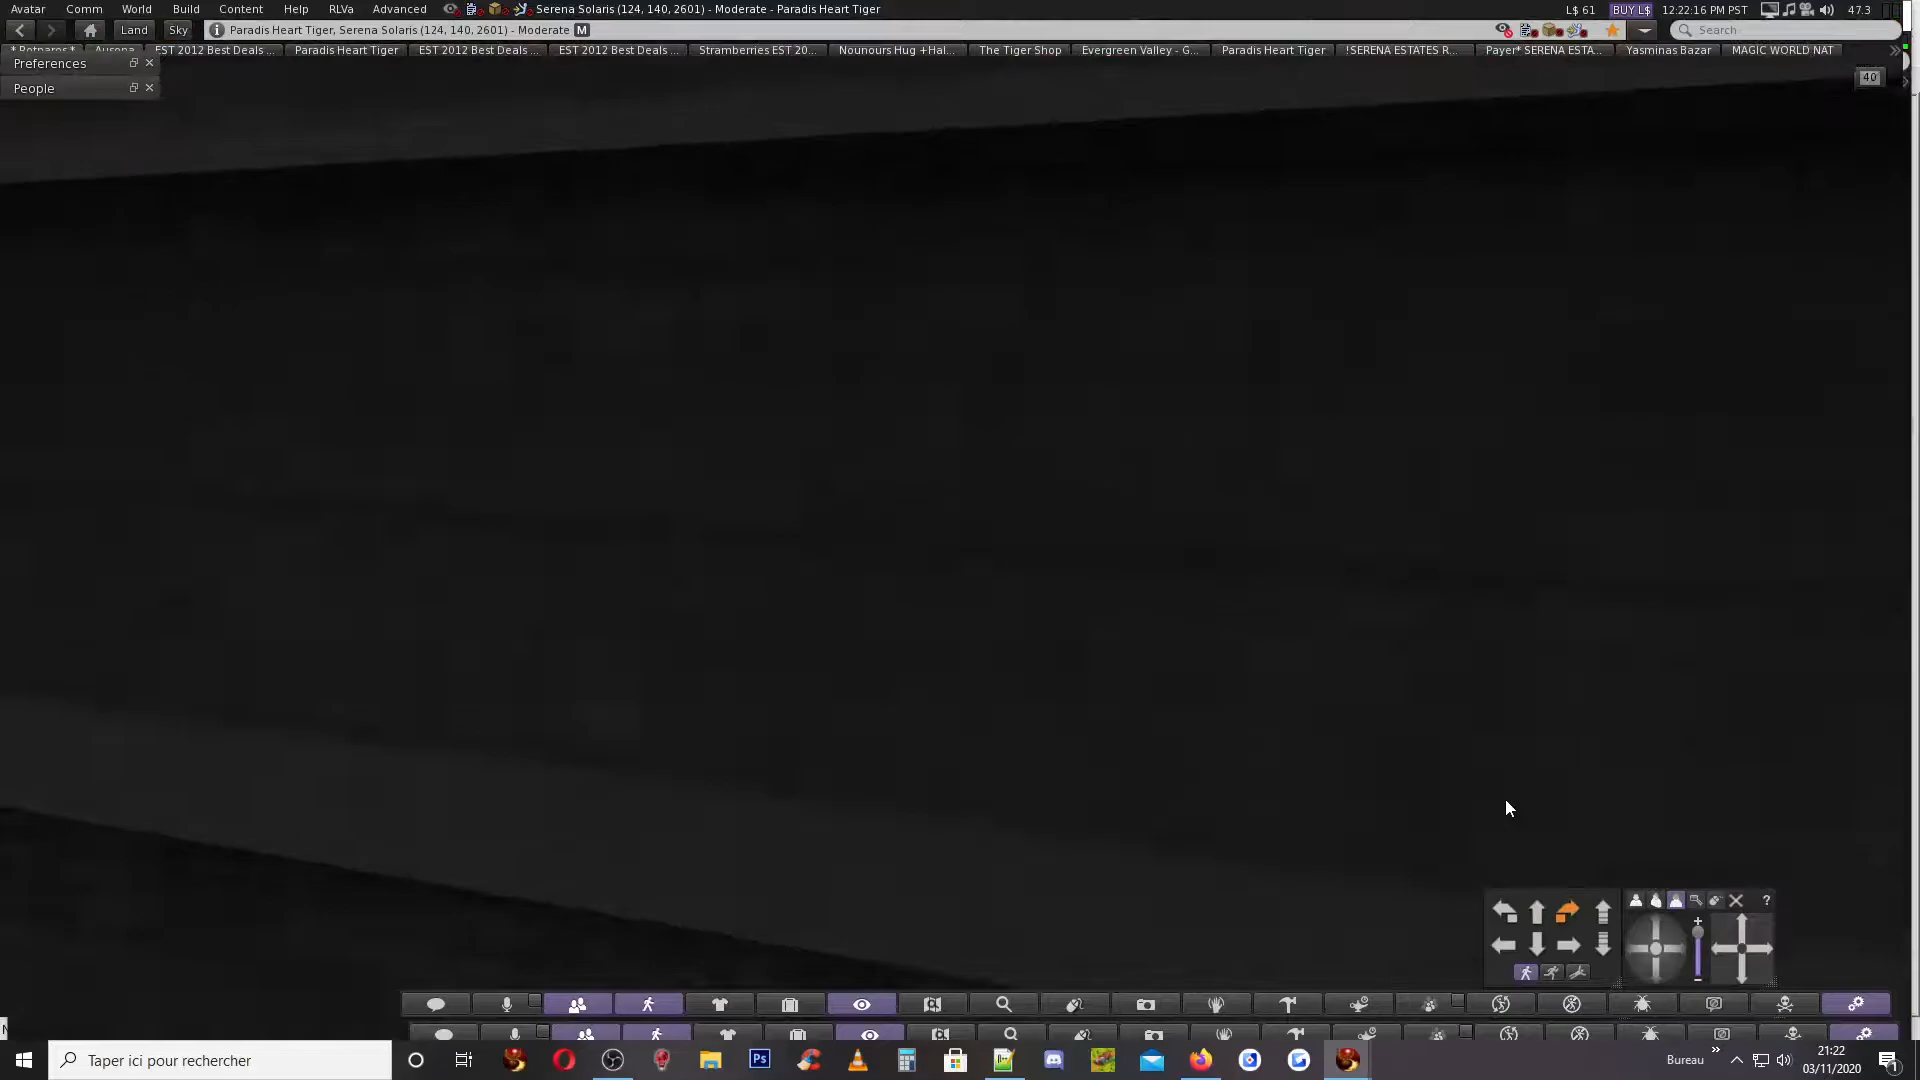 Avatar Comm World Build Content Help RLVa Advanced Serena Solaris (124, 140, 2601) - Moderate - Paradis Heart Tiger L$ 61 BUY L$ 12:22:16 PM PST 47.3
Land Sky Paradis Heart Tiger, Serena Solaris (124, 140, 2601) - Moderate M Search
EST 2012 Best Deals ... Paradis Heart Tiger EST 2012 Best Deals ... EST 2012 Best Deals ... Stramberries EST 20... Nounours Hug +Hal... The Tiger Shop Evergreen Valley - G... Paradis Heart Tiger !SERENA ESTATES R... Payer* SERENA ESTA... Yasminas Bazar MAGIC WORLD NAT
Preferences
40
People
?
Taper ici pour rechercher
Ps
Bureau
21:22
03/11/2020
1